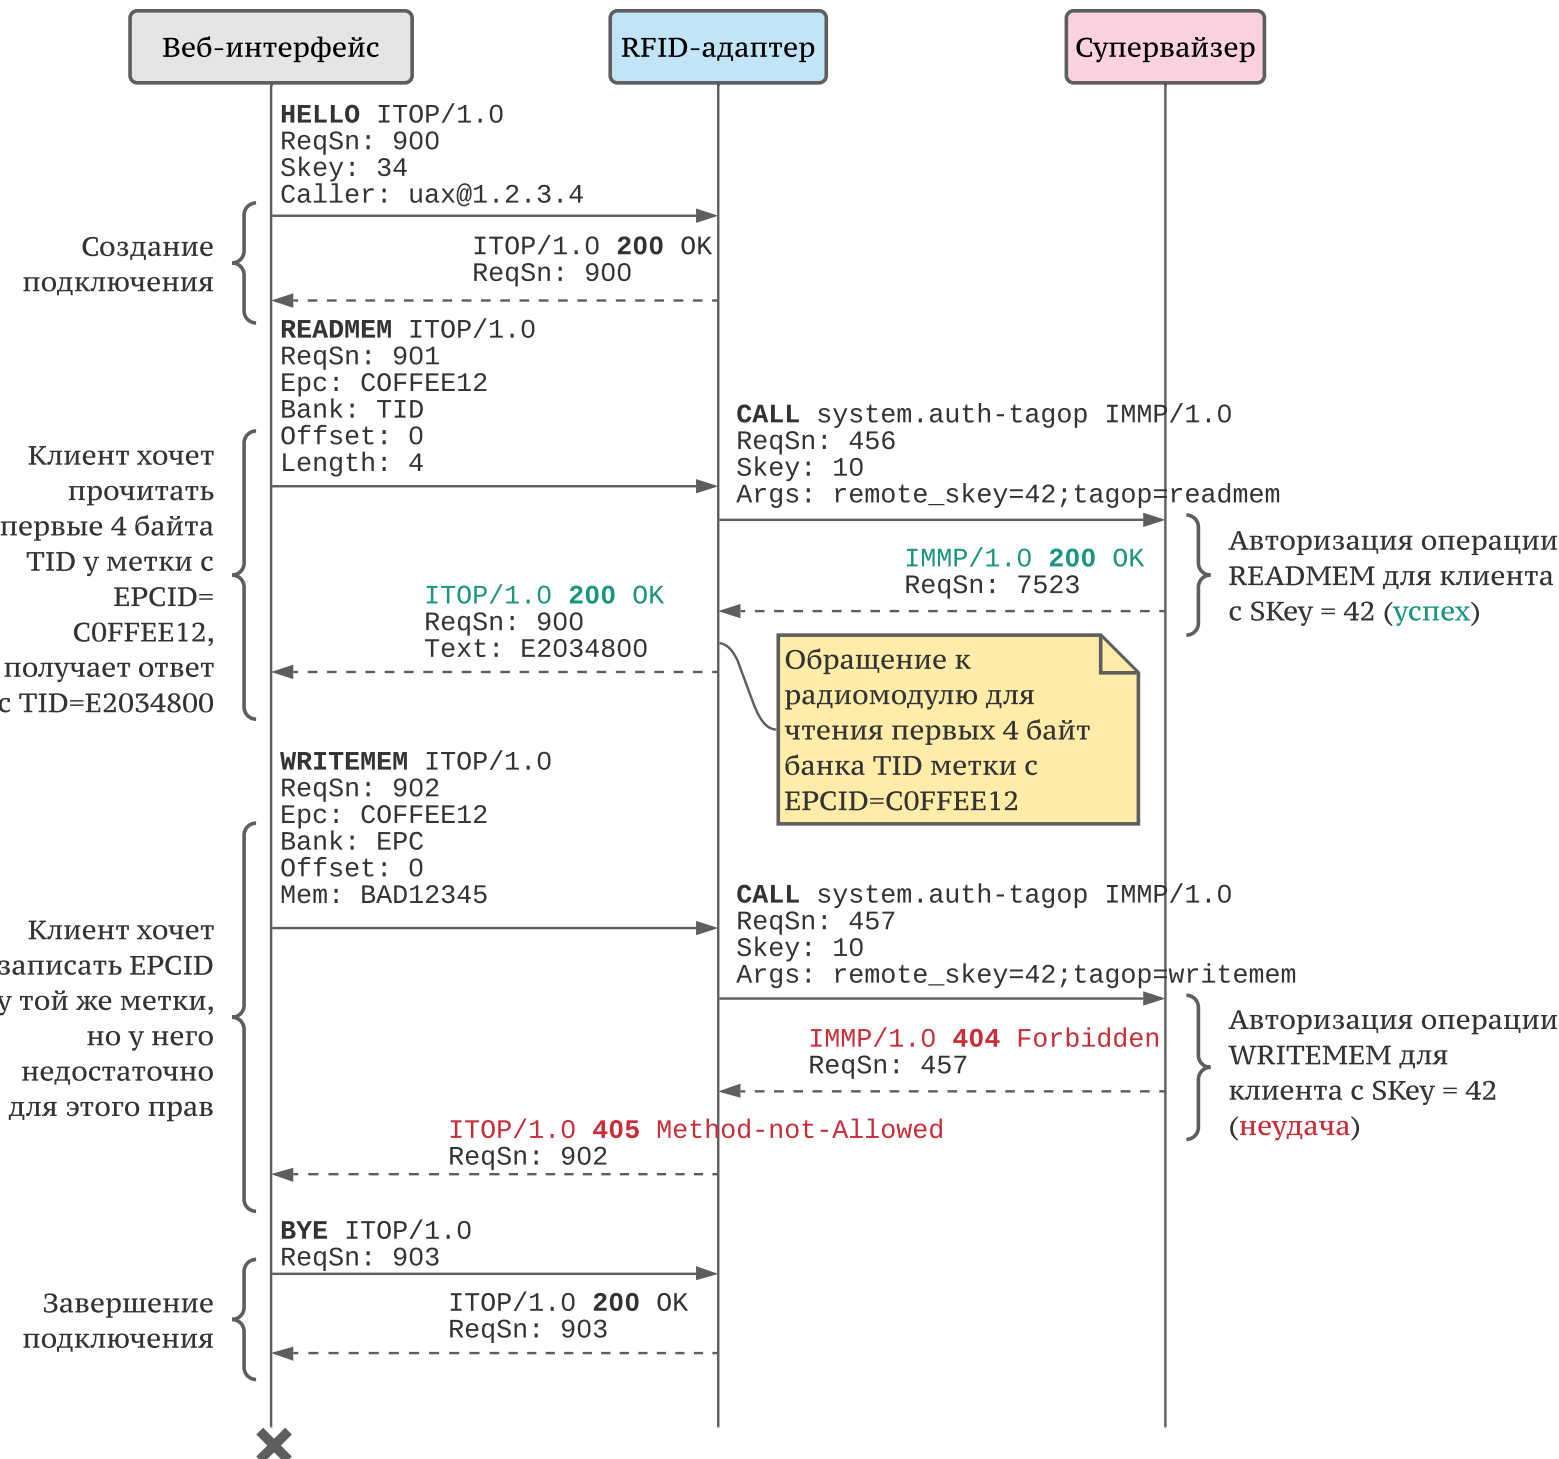 Веб-интерфейс
RFID-адаптер
Супервайзер
HELLO ITOP/1.0
ReqSn: 900
Skey: 34
Caller: uax@1.2.3.4
Создание
подключения
ITOP/1.0 200 OK
ReqSn: 900
READMEM ITOP/1.0
ReqSn: 901
Epc: C0FFEE12
Bank: TID
Offset: 0
Length: 4
Клиент хочет
прочитать
первые 4 байта
TID у метки с
EPCID=
C0FFEE12,
получает ответ
с TID=E2034800
CALL system.auth-tagop IMMP/1.0
ReqSn: 456
Skey: 10
Args: remote_skey=42;tagop=readmem
Авторизация операции
READMEM для клиента
с SKey = 42 (успех)
IMMP/1.0 200 OK
ReqSn: 7523
ITOP/1.0 200 OK
ReqSn: 900
Text: E2034800
Обращение к
радиомодулю для
чтения первых 4 байт
банка TID метки с
EPCID=C0FFEE12
WRITEMEM ITOP/1.0
ReqSn: 902
Epc: C0FFEE12
Bank: EPC
Offset: 0
Mem: BAD12345
Клиент хочет
записать EPCID
у той же метки,
но у него
недостаточно
для этого прав
CALL system.auth-tagop IMMP/1.0
ReqSn: 457
Skey: 10
Args: remote_skey=42;tagop=writemem
Авторизация операции
WRITEMEM для
клиента с SKey = 42
(неудача)
IMMP/1.0 404 Forbidden
ReqSn: 457
ITOP/1.0 405 Method-not-Allowed
ReqSn: 902
BYE ITOP/1.0
ReqSn: 903
Завершение
подключения
ITOP/1.0 200 OK
ReqSn: 903